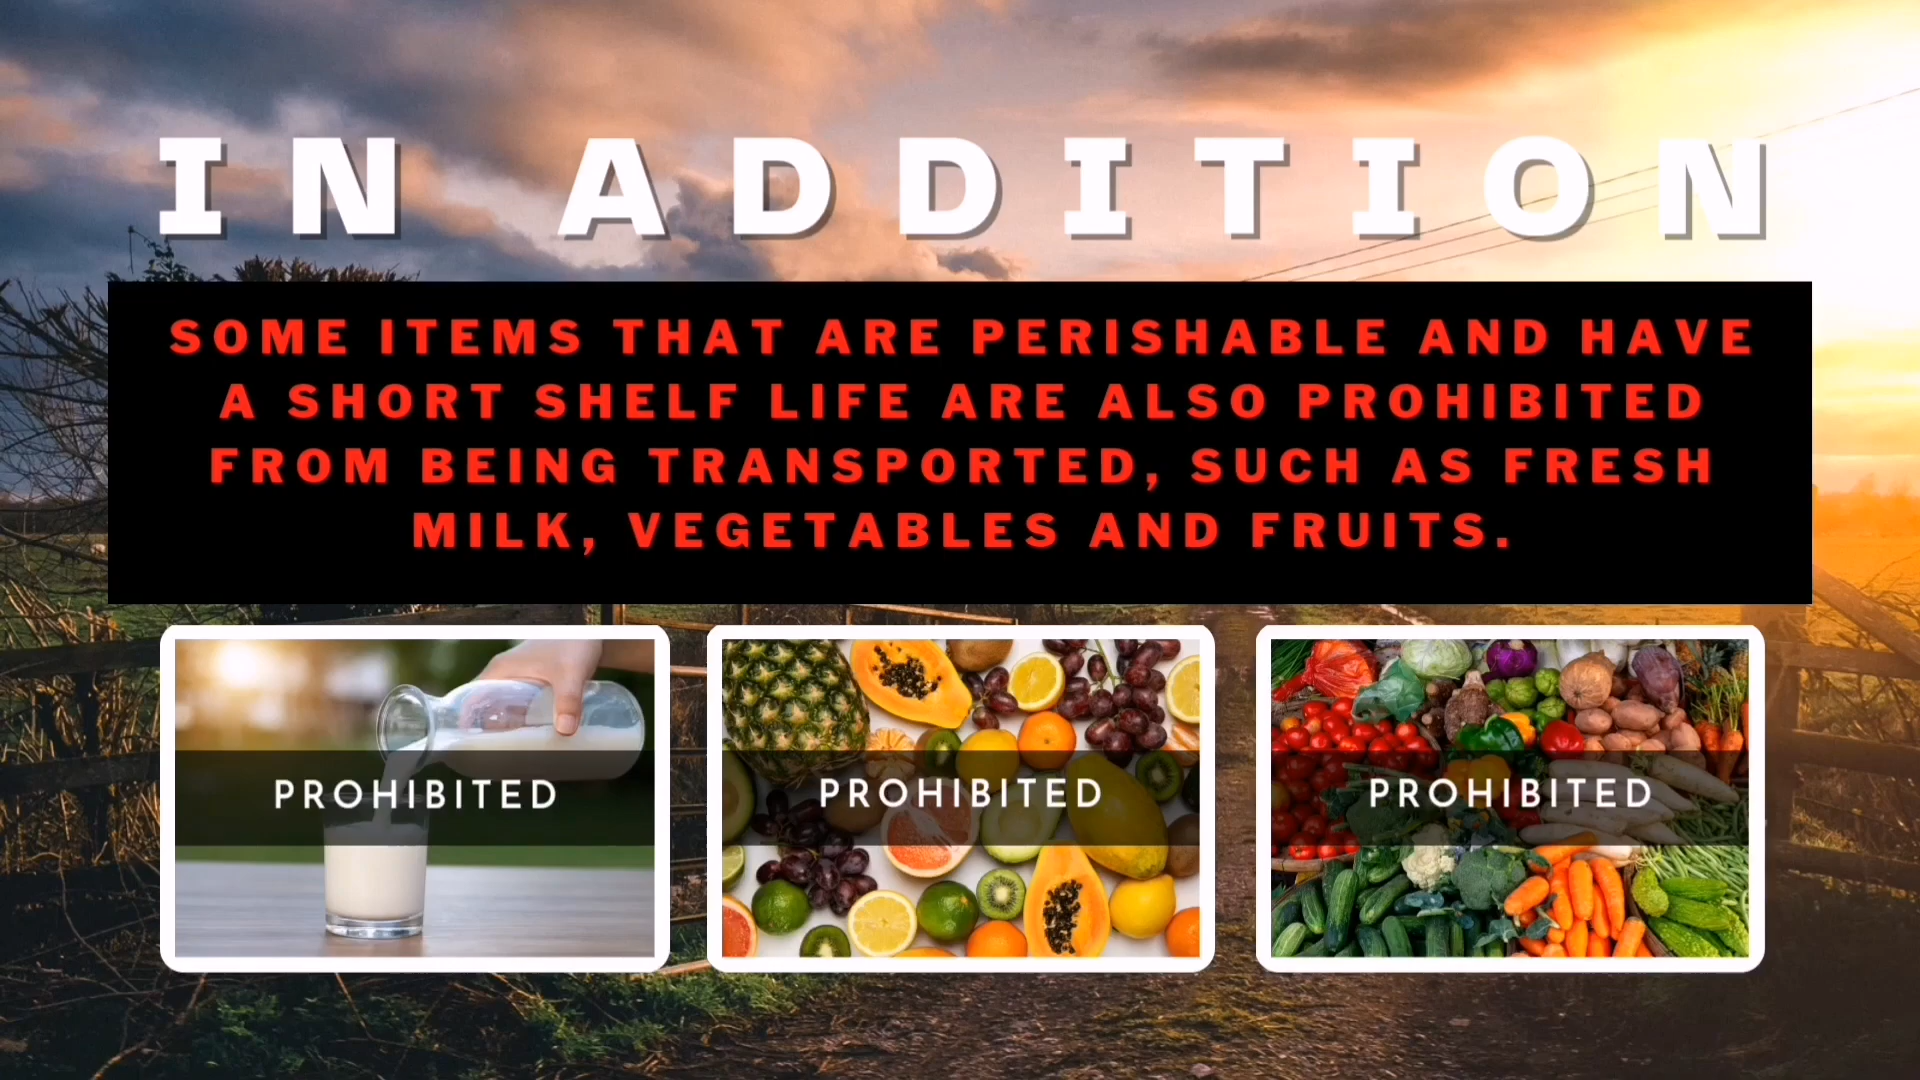 IN ADDITION
SOME ITEMS THAT ARE PERISHABLE AND HAVE
A SHORT SHELF LIFE ARE ALSO PROHIBITED
FROM BEING TRANSPORTED, SUCH AS FRESH
MILK, VEGETABLES AND FRUITS.
PROHIBITED
PROHIBITED
PROHIBITED